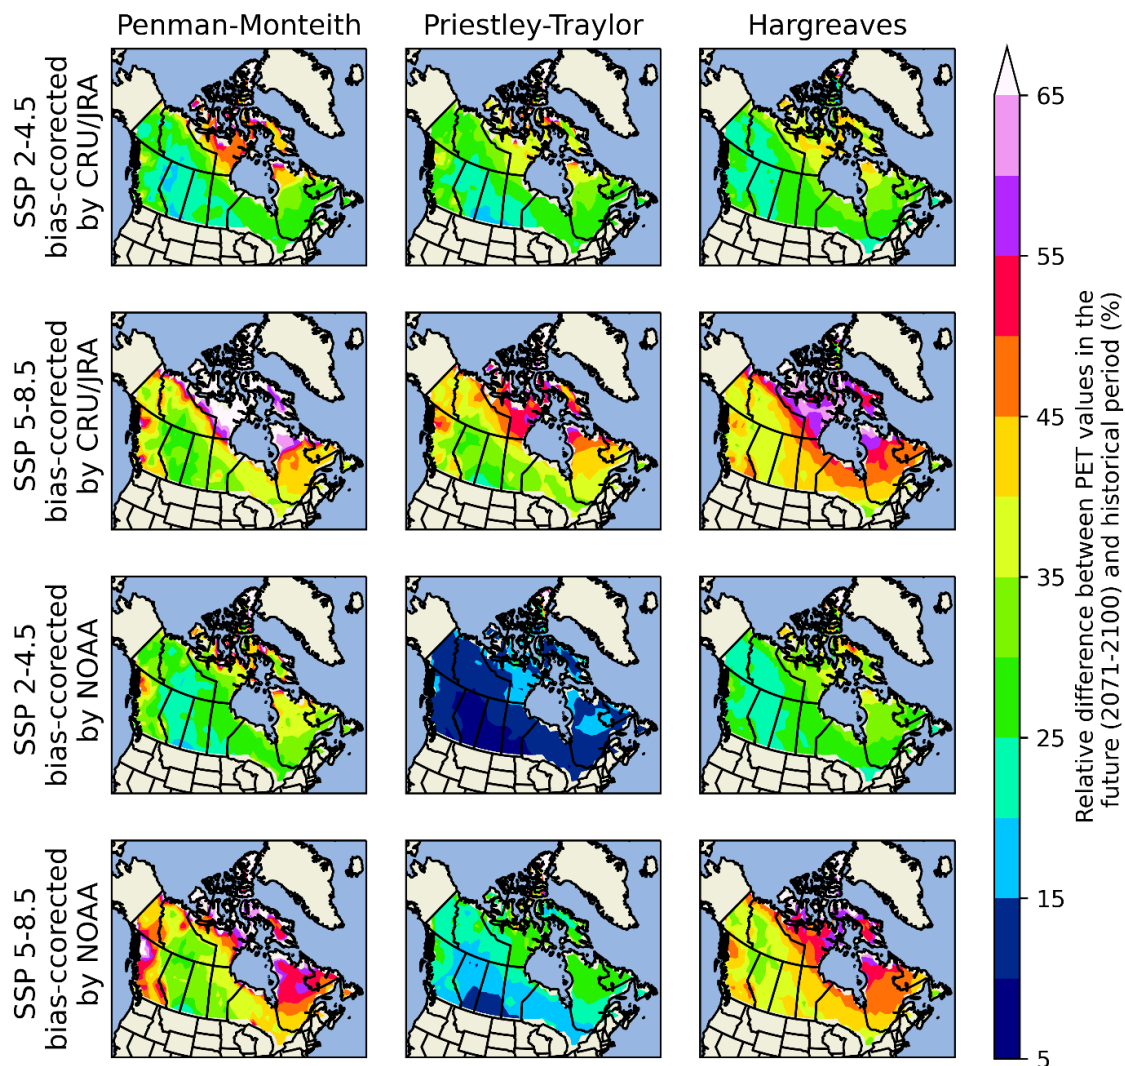 Penman-Monteith
Priestley-Traylor
Hargreaves
SSP 2-4.5
bias-ccorected
by CRU/JRA
SSP 5-8.5
bias-ccorected
by CRU/JRA
SSP 2-4.5
bias-ccorected
by NOAA
SSP 5-8.5
bias-ccorected
by NOAA
65
55
45
35
25
15
5
Relative difference between PET values in the
future (2071-2100) and historical period (%)